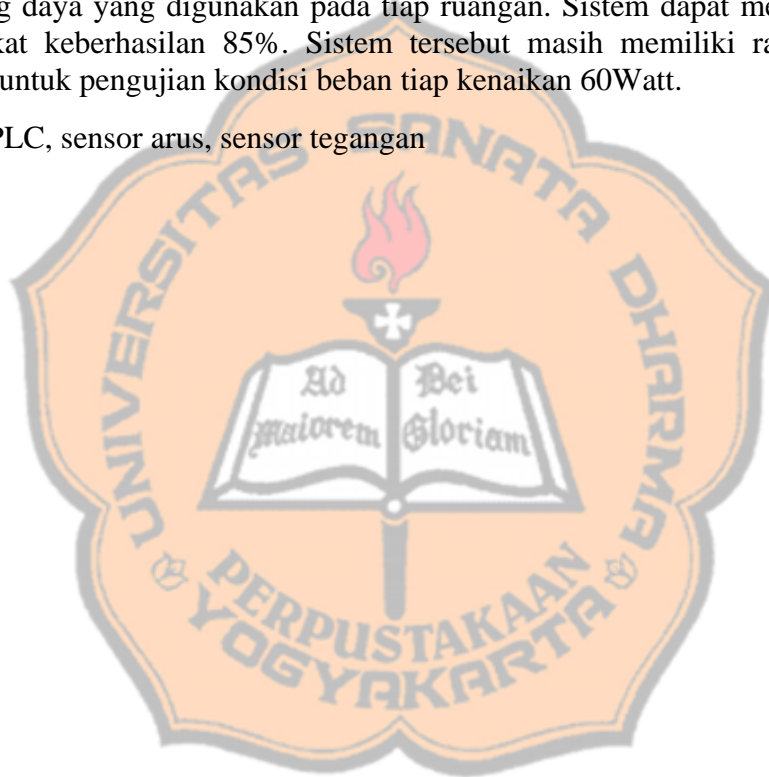 g daya yang digunakan pada tiap ruangan. Sistem dapat me
kat keberhasilan 85%. Sistem tersebut masih memiliki ra
untuk pengujian kondisi beban tiap kenaikan 60Watt.
PLC, sensor arus, sensor tegangan
UNIVERSITAS SANATA DHARMA
Ad Dei
maiorem Gloriam
PERPUSTAKAAN
YOGYAKARTA